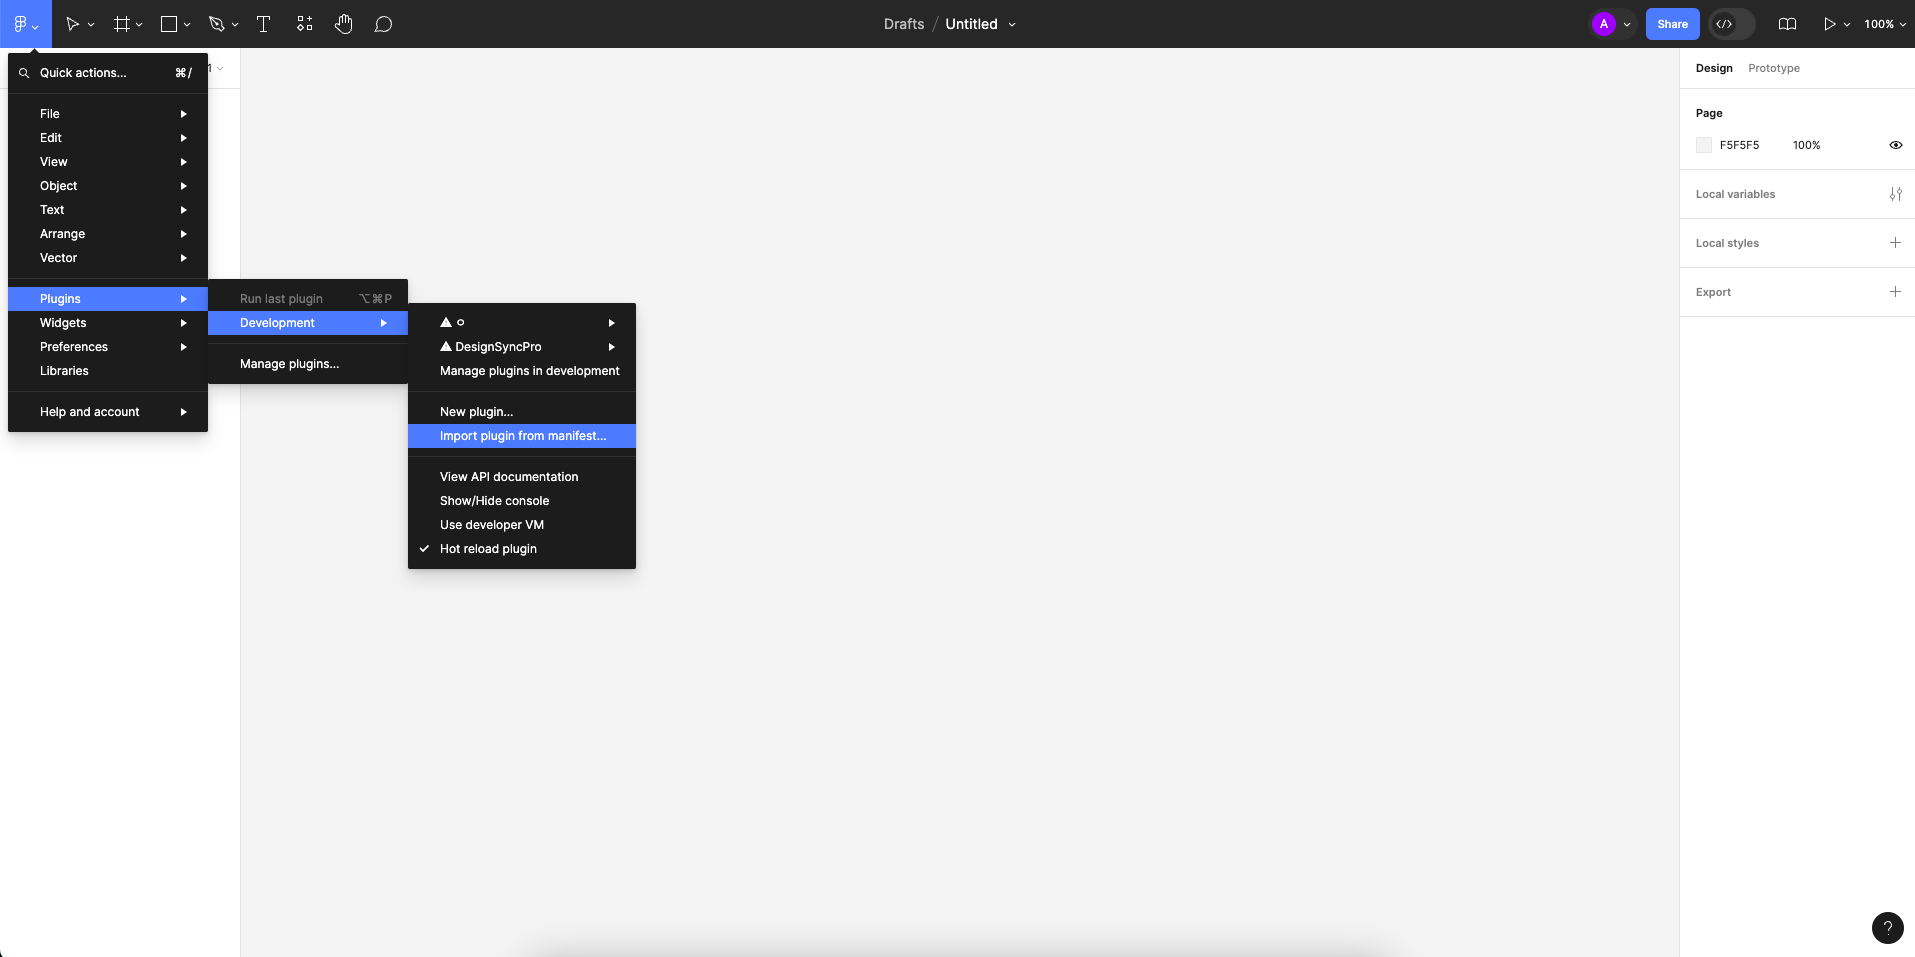 Drafts / Untitled
A
Share
</>
100%
Quick actions... ⌘/
1
File
Edit
View
Object
Text
Arrange
Vector
Plugins
Widgets
Preferences
Libraries
Help and account
Run last plugin ⌥⌘P
Development
Manage plugins...
DesignSyncPro
Manage plugins in development
New plugin...
Import plugin from manifest...
View API documentation
Show/Hide console
Use developer VM
Hot reload plugin
Design Prototype
Page
F5F5F5 100%
Local variables
Local styles
Export
?